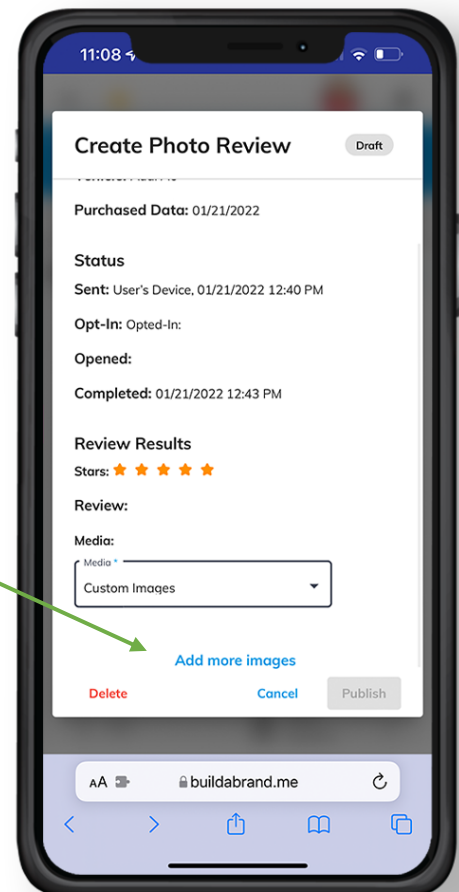 11:08
Create Photo Review
Draft
Purchased Data: 01/21/2022
Status
Sent: User's Device, 01/21/2022 12:40 PM
Opt-In: Opted-In:
Opened:
Completed: 01/21/2022 12:43 PM
Review Results
Stars:
Review:
Media:
Media *
Custom Images
Add more images
Delete Cancel Publish
AA buildabrand.me